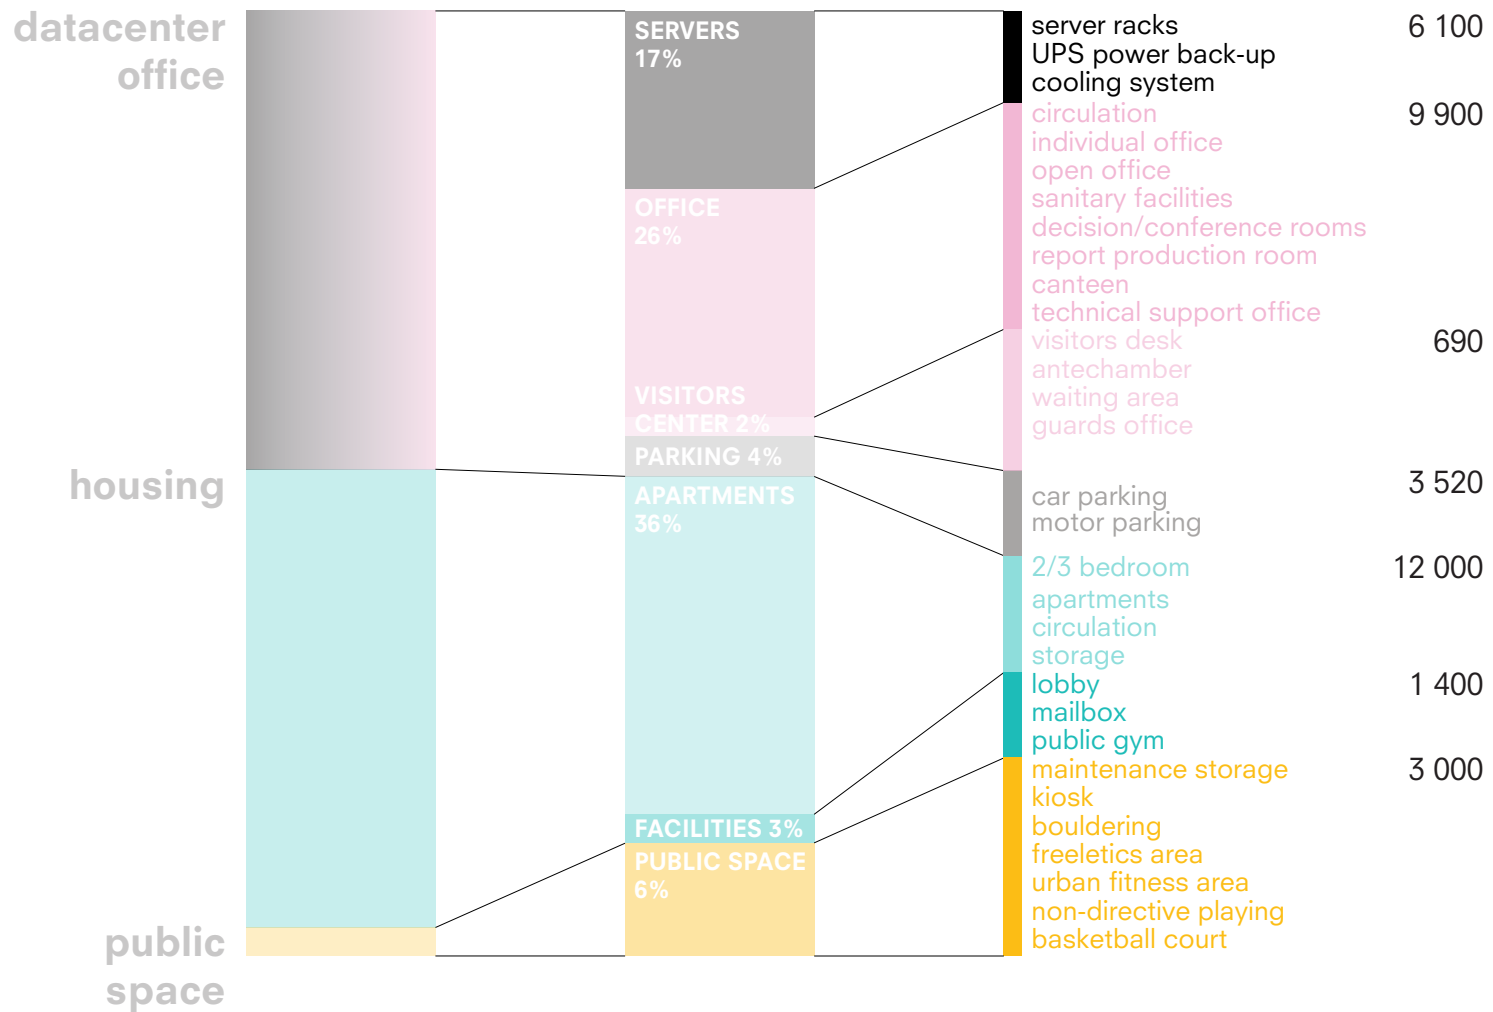 datacenter
office
housing
public
space
SERVERS
17%
OFFICE
26%
VISITORS
CENTER 2%
PARKING 4%
APARTMENTS
36%
FACILITIES 3%
PUBLIC SPACE
6%
server racks 6 100
UPS power back-up
cooling system
circulation 9 900
individual office
open office
sanitary facilities
decision/conference rooms
report production room
canteen
technical support office
visitors desk 690
antechamber
waiting area
guards office
car parking 3 520
motor parking
2/3 bedroom 12 000
apartments
circulation
storage
lobby 1 400
mailbox
public gym
maintenance storage 3 000
kiosk
bouldering
freeletics area
urban fitness area
non-directive playing
basketball court